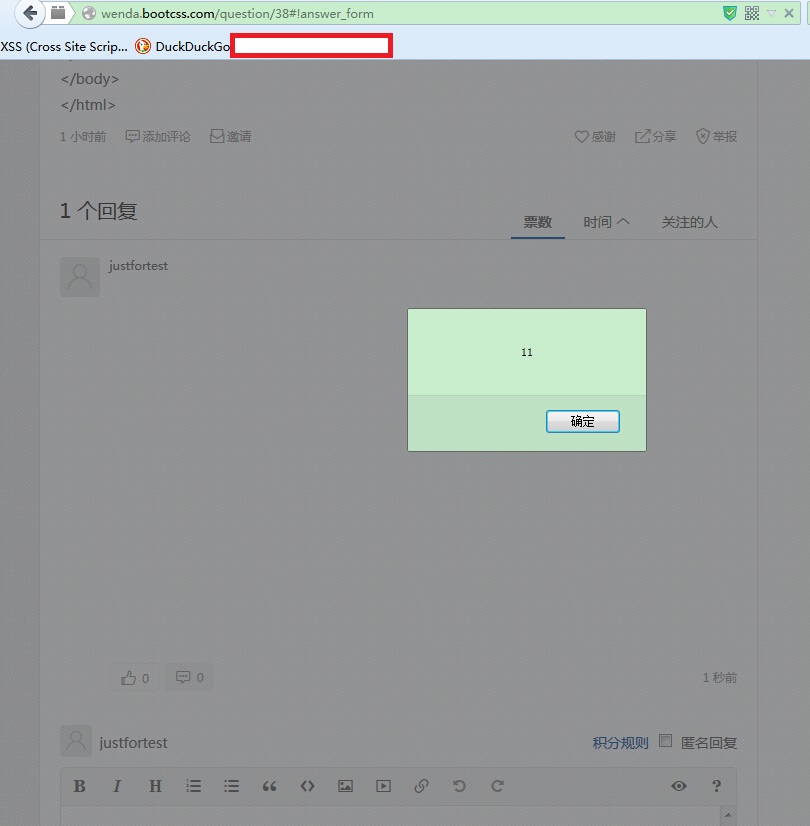 wenda.bootcss.com/question/38#!answer_form
XSS (Cross Site Scrip... DuckDuckGo
</body>
</html>
1 小时前 添加评论 邀请 感谢 分享 举报
1 个回复 票数 时间 关注的人
justfortest
11
确定
0 0 1 秒前
justfortest 积分规则 匿名回复
B I H ?